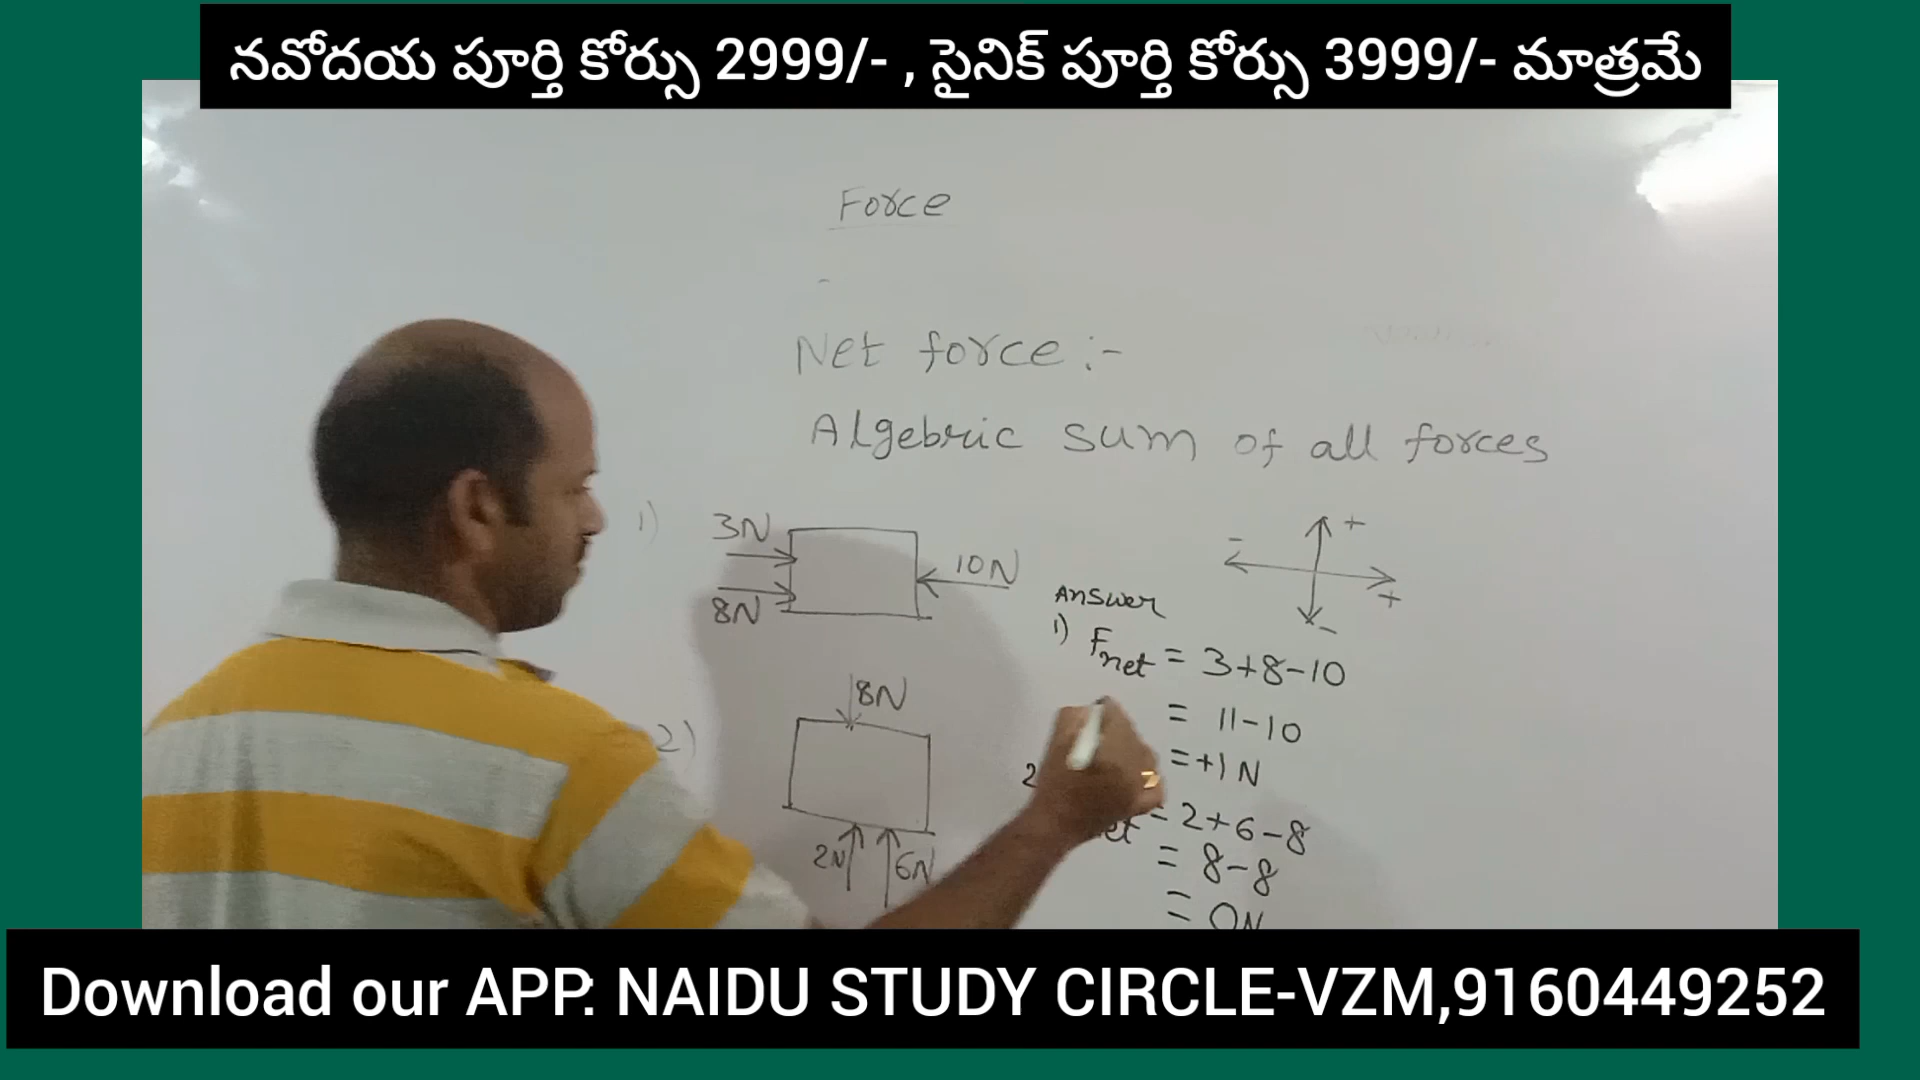 నవోదయ పూర్తి కోర్సు 2999/- , సైనిక్ పూర్తి కోర్సు 3999/- మాత్రమే
Force
Net force :-
Algebric sum of all forces
1)
3N
8N
10N
- + + -
Answer
1) Fnet = 3+8-10
= 11-10
= +1 N
2)
8N
2N
6N
2
et = 2+6-8
= 8-8
= 0N
Download our APP: NAIDU STUDY CIRCLE-VZM,9160449252